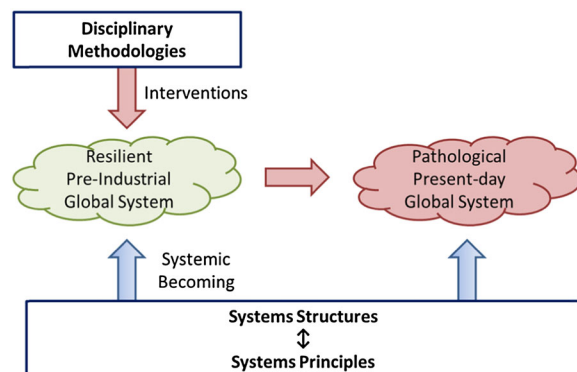 Disciplinary
Methodologies
Interventions
Resilient
Pre-Industrial
Global System
Pathological
Present-day
Global System
Systemic
Becoming
Systems Structures
↕
Systems Principles